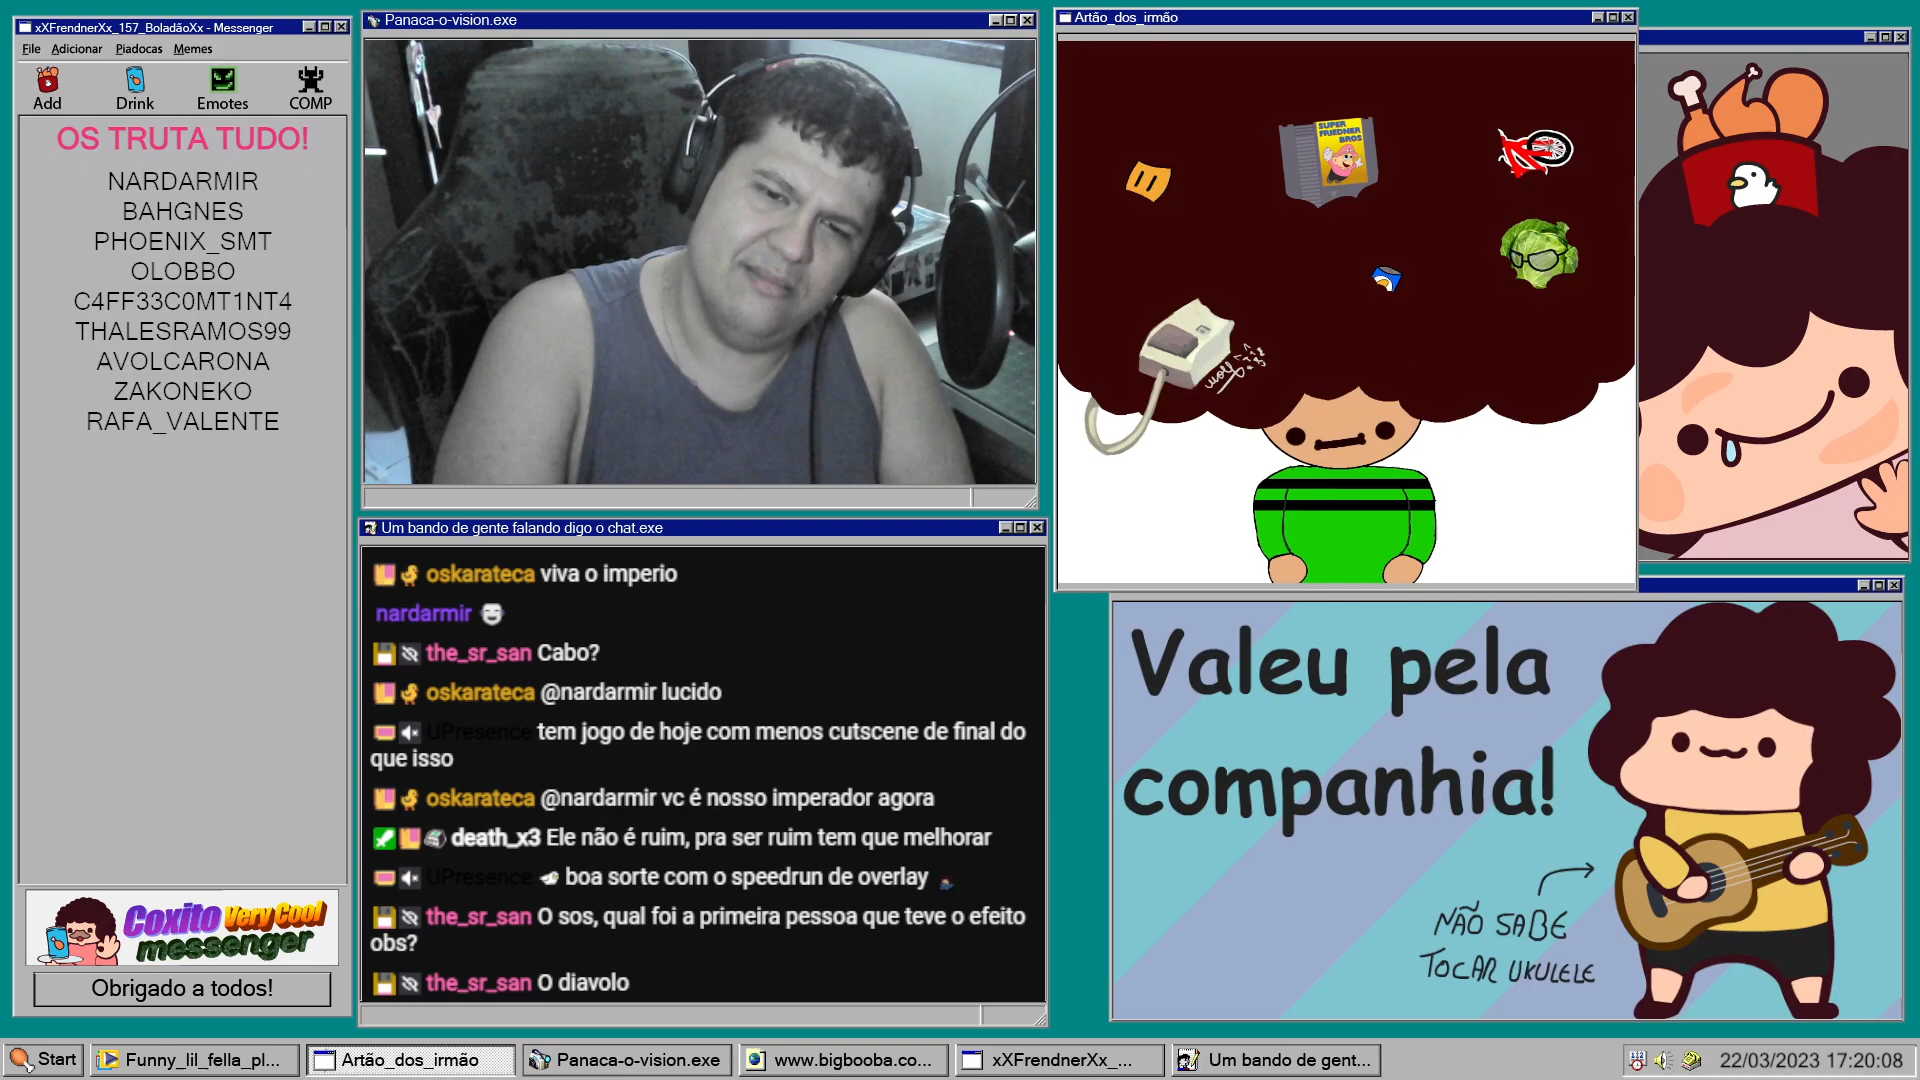 xXFrendnerXx_157_BoladãoXx - Messenger
File Adicionar Piadocas Memes
Add Drink Emotes COMP
OS TRUTA TUDO!
NARDARMIR
BAHGNES
PHOENIX_SMT
OLOBBO
C4FF33C0MT1NT4
THALESRAMOS99
AVOLCARONA
ZAKONEKO
RAFA_VALENTE
Coxito Very Cool
messenger
Obrigado a todos!
Panaca-o-vision.exe
Um bando de gente falando digo o chat.exe
oskarateca viva o imperio
nardarmir
the_sr_san Cabo?
oskarateca @nardarmir lucido
UPresence tem jogo de hoje com menos cutscene de final do
que isso
oskarateca @nardarmir vc é nosso imperador agora
death_x3 Ele não é ruim, pra ser ruim tem que melhorar
UPresence boa sorte com o speedrun de overlay
the_sr_san O sos, qual foi a primeira pessoa que teve o efeito
obs?
the_sr_san O diavolo
Artão_dos_irmão
SUPER
FRIEDNER
BROS
Valeu pela
companhia!
NÃO SABE
TOCAR UKULELE
Start
Funny_lil_fella_pl...
Artão_dos_irmão
Panaca-o-vision.exe
www.bigbooba.co...
xXFrendnerXx_...
Um bando de gent...
22/03/2023 17:20:08